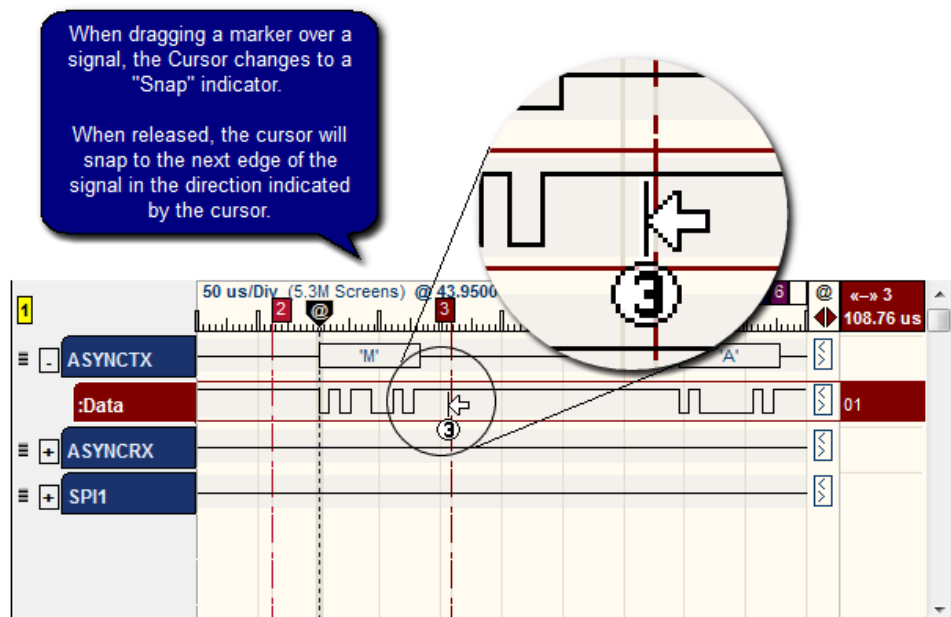 When dragging a marker over a
signal, the Cursor changes to a
"Snap" indicator.
When released, the cursor will
snap to the next edge of the
signal in the direction indicated
by the cursor.
3
1
50 us/Div (5.3M Screens) @ 43.9500
6
@
«–» 3
2
@
3
108.76 us
- ASYNCTX
'M'
'A'
:Data
01
3
+ ASYNCRX
+ SPI1